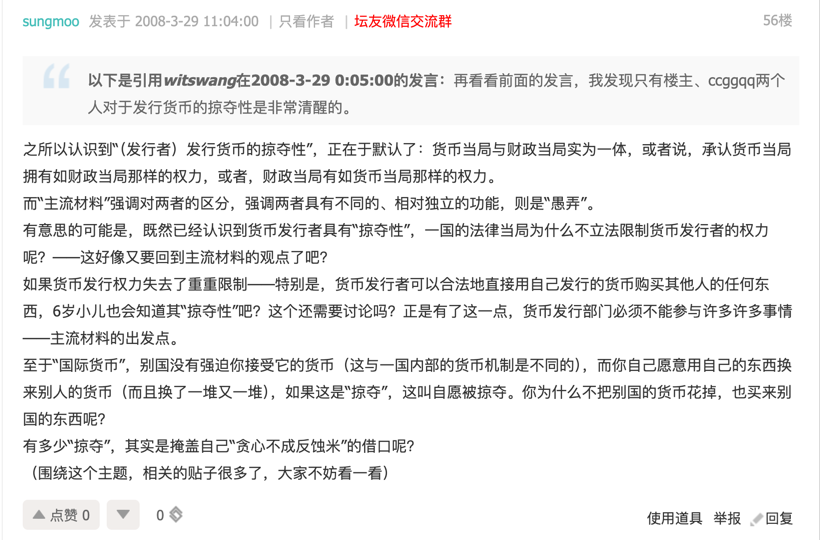 sungmoo 发表于 2008-3-29 11:04:00 | 只看作者 | 坛友微信交流群 56楼
以下是引用witswang在2008-3-29 0:05:00的发言：再看看前面的发言，我发现只有楼主、ccggqq两个
人对于发行货币的掠夺性是非常清醒的。
之所以认识到“（发行者）发行货币的掠夺性”，正在于默认了：货币当局与财政当局实为一体，或者说，承认货币当局
拥有如财政当局那样的权力，或者，财政当局有如货币当局那样的权力。
而“主流材料”强调对两者的区分，强调两者具有不同的、相对独立的功能，则是“愚弄”。
有意思的可能是，既然已经认识到货币发行者具有“掠夺性”，一国的法律当局为什么不立法限制货币发行者的权力
呢？——这好像又要回到主流材料的观点了吧？
如果货币发行权力失去了重重限制——特别是，货币发行者可以合法地直接用自己发行的货币购买其他人的任何东
西，6岁小儿也会知道其“掠夺性”吧？这个还需要讨论吗？正是有了这一点，货币发行部门必须不能参与许多许多事情
——主流材料的出发点。
至于“国际货币”，别国没有强迫你接受它的货币（这与一国内部的货币机制是不同的），而你自己愿意用自己的东西换
来别人的货币（而且换了一堆又一堆），如果这是“掠夺”，这叫自愿被掠夺。你为什么不把别国的货币花掉，也买来别
国的东西呢？
有多少“掠夺”，其实是掩盖自己“贪心不成反蚀米”的借口呢？
（围绕这个主题，相关的贴子很多了，大家不妨看一看）
点赞 0 0 使用道具 举报 回复